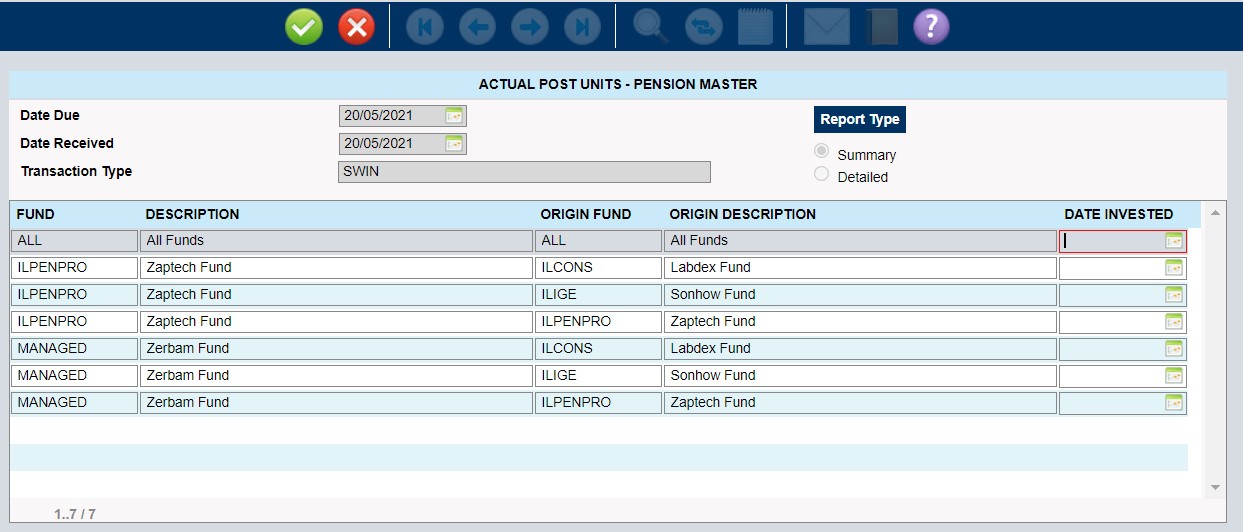 ACTUAL POST UNITS - PENSION MASTER
Date Due 20/05/2021
Date Received 20/05/2021
Transaction Type SWIN
Report Type
Summary
Detailed
FUND DESCRIPTION ORIGIN FUND ORIGIN DESCRIPTION DATE INVESTED
ALL All Funds ALL All Funds
ILPENPRO Zaptech Fund ILCONS Labdex Fund
ILPENPRO Zaptech Fund ILIGE Sonhow Fund
ILPENPRO Zaptech Fund ILPENPRO Zaptech Fund
MANAGED Zerbam Fund ILCONS Labdex Fund
MANAGED Zerbam Fund ILIGE Sonhow Fund
MANAGED Zerbam Fund ILPENPRO Zaptech Fund
1..7 / 7